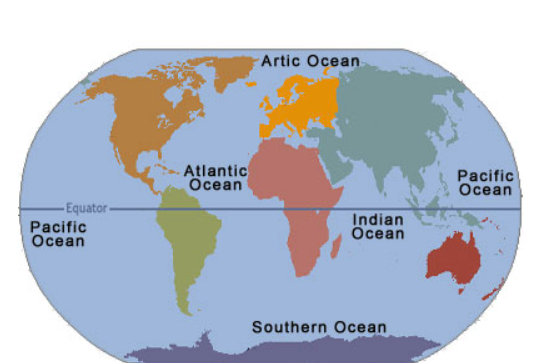 Artic Ocean
Atlantic
Ocean
Pacific
Ocean
Equator
Pacific
Ocean
Indian
Ocean
Southern Ocean